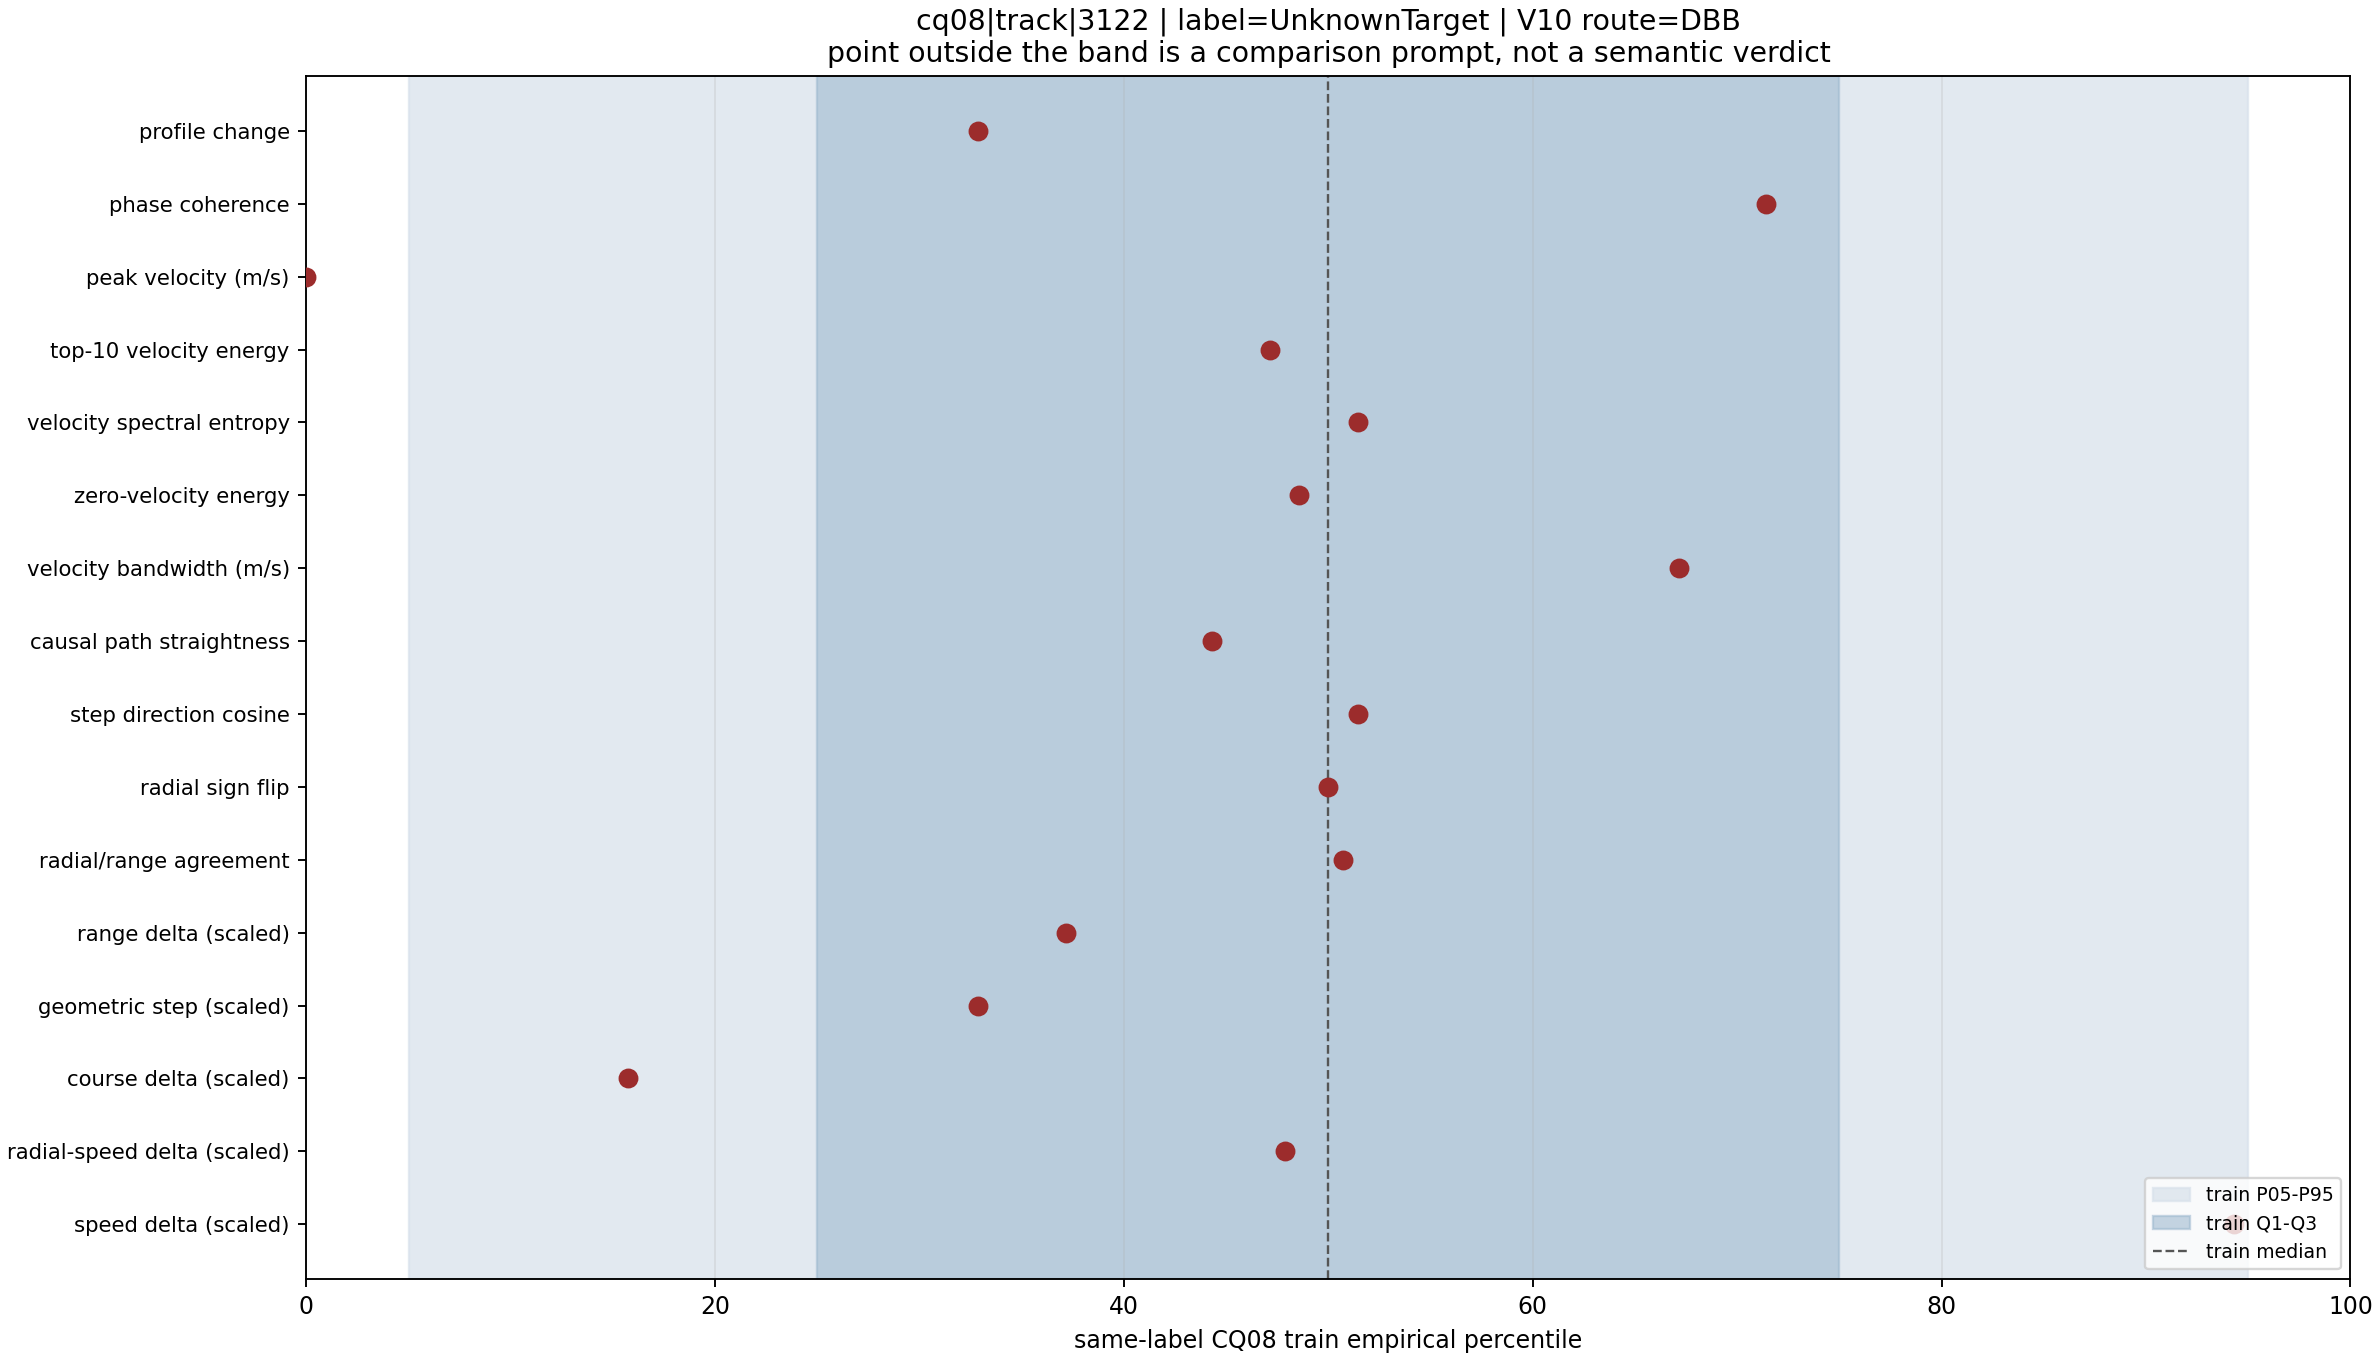 cq08|track|3122 | label=UnknownTarget | V10 route=DBB
point outside the band is a comparison prompt, not a semantic verdict
profile change
phase coherence
peak velocity (m/s)
top-10 velocity energy
velocity spectral entropy
zero-velocity energy
velocity bandwidth (m/s)
causal path straightness
step direction cosine
radial sign flip
radial/range agreement
range delta (scaled)
geometric step (scaled)
course delta (scaled)
radial-speed delta (scaled)
speed delta (scaled)
train P05-P95
train Q1-Q3
train median
0 20 40 60 80 100
same-label CQ08 train empirical percentile